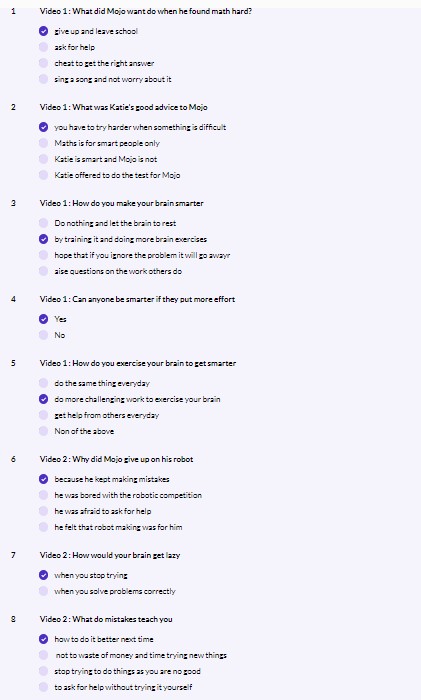 1 Video 1: What did Mojo want do when he found math hard?
give up and leave school
ask for help
cheat to get the right answer
sing a song and not worry about it
2 Video 1: What was Katie's good advice to Mojo
you have to try harder when something is difficult
Maths is for smart people only
Katie is smart and Mojo is not
Katie offered to do the test for Mojo
3 Video 1: How do you make your brain smarter
Do nothing and let the brain to rest
by training it and doing more brain exercises
hope that if you ignore the problem it will go awayr
aise questions on the work others do
4 Video 1: Can anyone be smarter if they put more effort
Yes
No
5 Video 1: How do you exercise your brain to get smarter
do the same thing everyday
do more challenging work to exercise your brain
get help from others everyday
Non of the above
6 Video 2: Why did Mojo give up on his robot
because he kept making mistakes
he was bored with the robotic competition
he was afraid to ask for help
he felt that robot making was for him
7 Video 2: How would your brain get lazy
when you stop trying
when you solve problems correctly
8 Video 2: What do mistakes teach you
how to do it better next time
not to waste of money and time trying new things
stop trying to do things as you are no good
to ask for help without trying it yourself